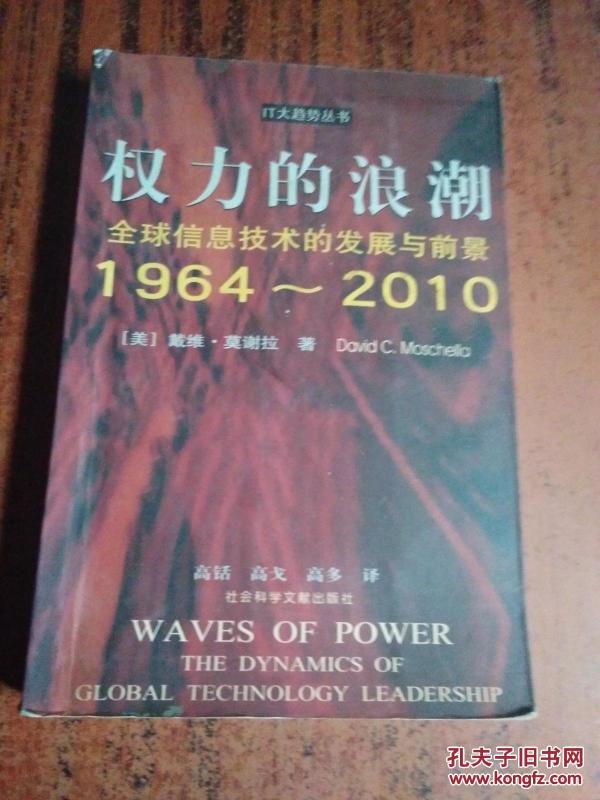 IT大趋势丛书
权力的浪潮
全球信息技术的发展与前景
1964～2010
［美］戴维·莫谢拉 著 David C. Moschella
高铦 高戈 高多 译
社会科学文献出版社
WAVES OF POWER
THE DYNAMICS OF
GLOBAL TECHNOLOGY LEADERSHIP
孔夫子旧书网
www.kongfz.com